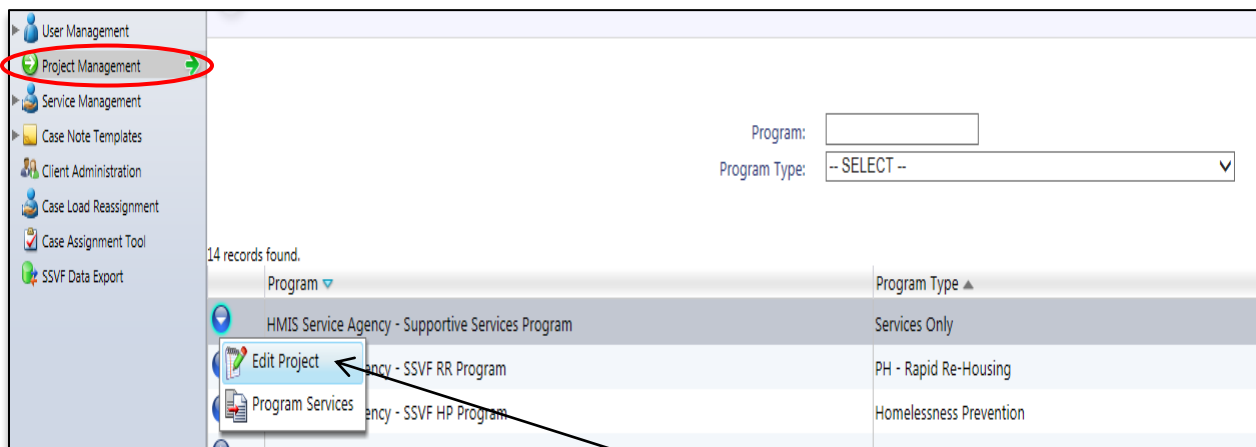 User Management
Project Management
Service Management
Case Note Templates
Client Administration
Case Load Reassignment
Case Assignment Tool
SSVF Data Export
Program:
Program Type: -- SELECT --
14 records found.
Program Program Type
HMIS Service Agency - Supportive Services Program Services Only
Edit Project ency - SSVF RR Program PH - Rapid Re-Housing
Program Services ency - SSVF HP Program Homelessness Prevention